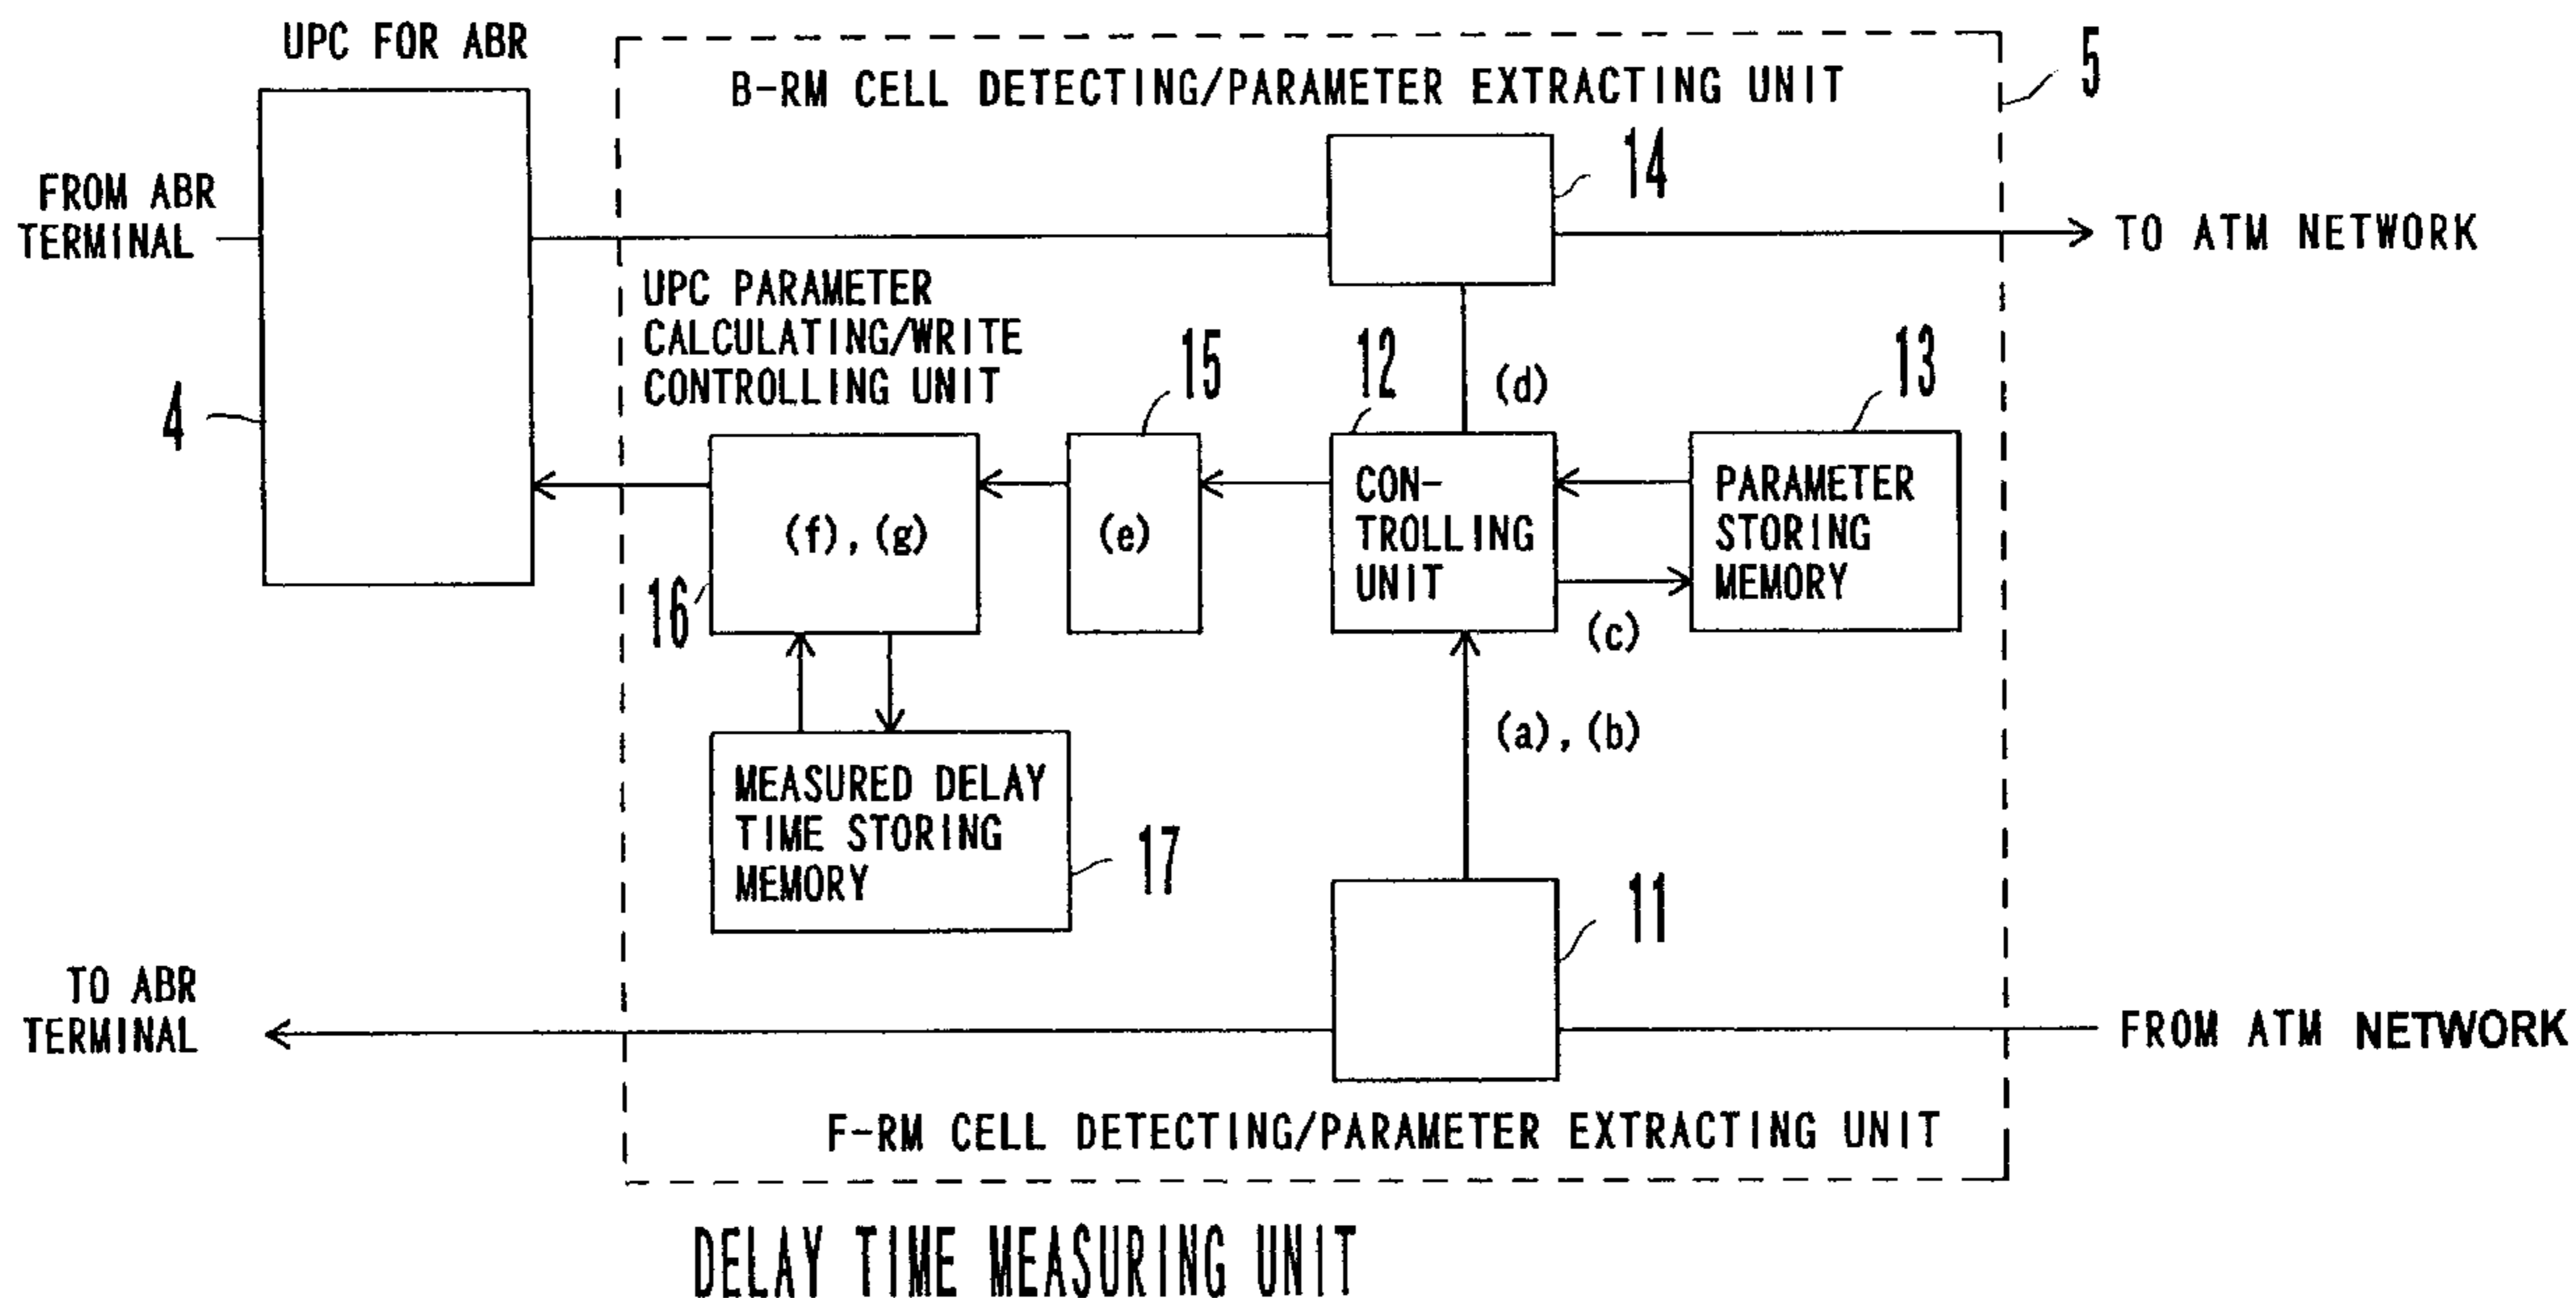 UPC FOR ABR
B-RM CELL DETECTING/PARAMETER EXTRACTING UNIT
5
14
FROM ABR
TERMINAL
TO ATM NETWORK
UPC PARAMETER
CALCULATING/WRITE
CONTROLLING UNIT
15
12
(d)
13
4
(f), (g)
(e)
CON-
TROLLING
UNIT
PARAMETER
STORING
MEMORY
16
(c)
(a), (b)
MEASURED DELAY
TIME STORING
MEMORY
17
11
TO ABR
TERMINAL
FROM ATM NETWORK
F-RM CELL DETECTING/PARAMETER EXTRACTING UNIT
DELAY TIME MEASURING UNIT